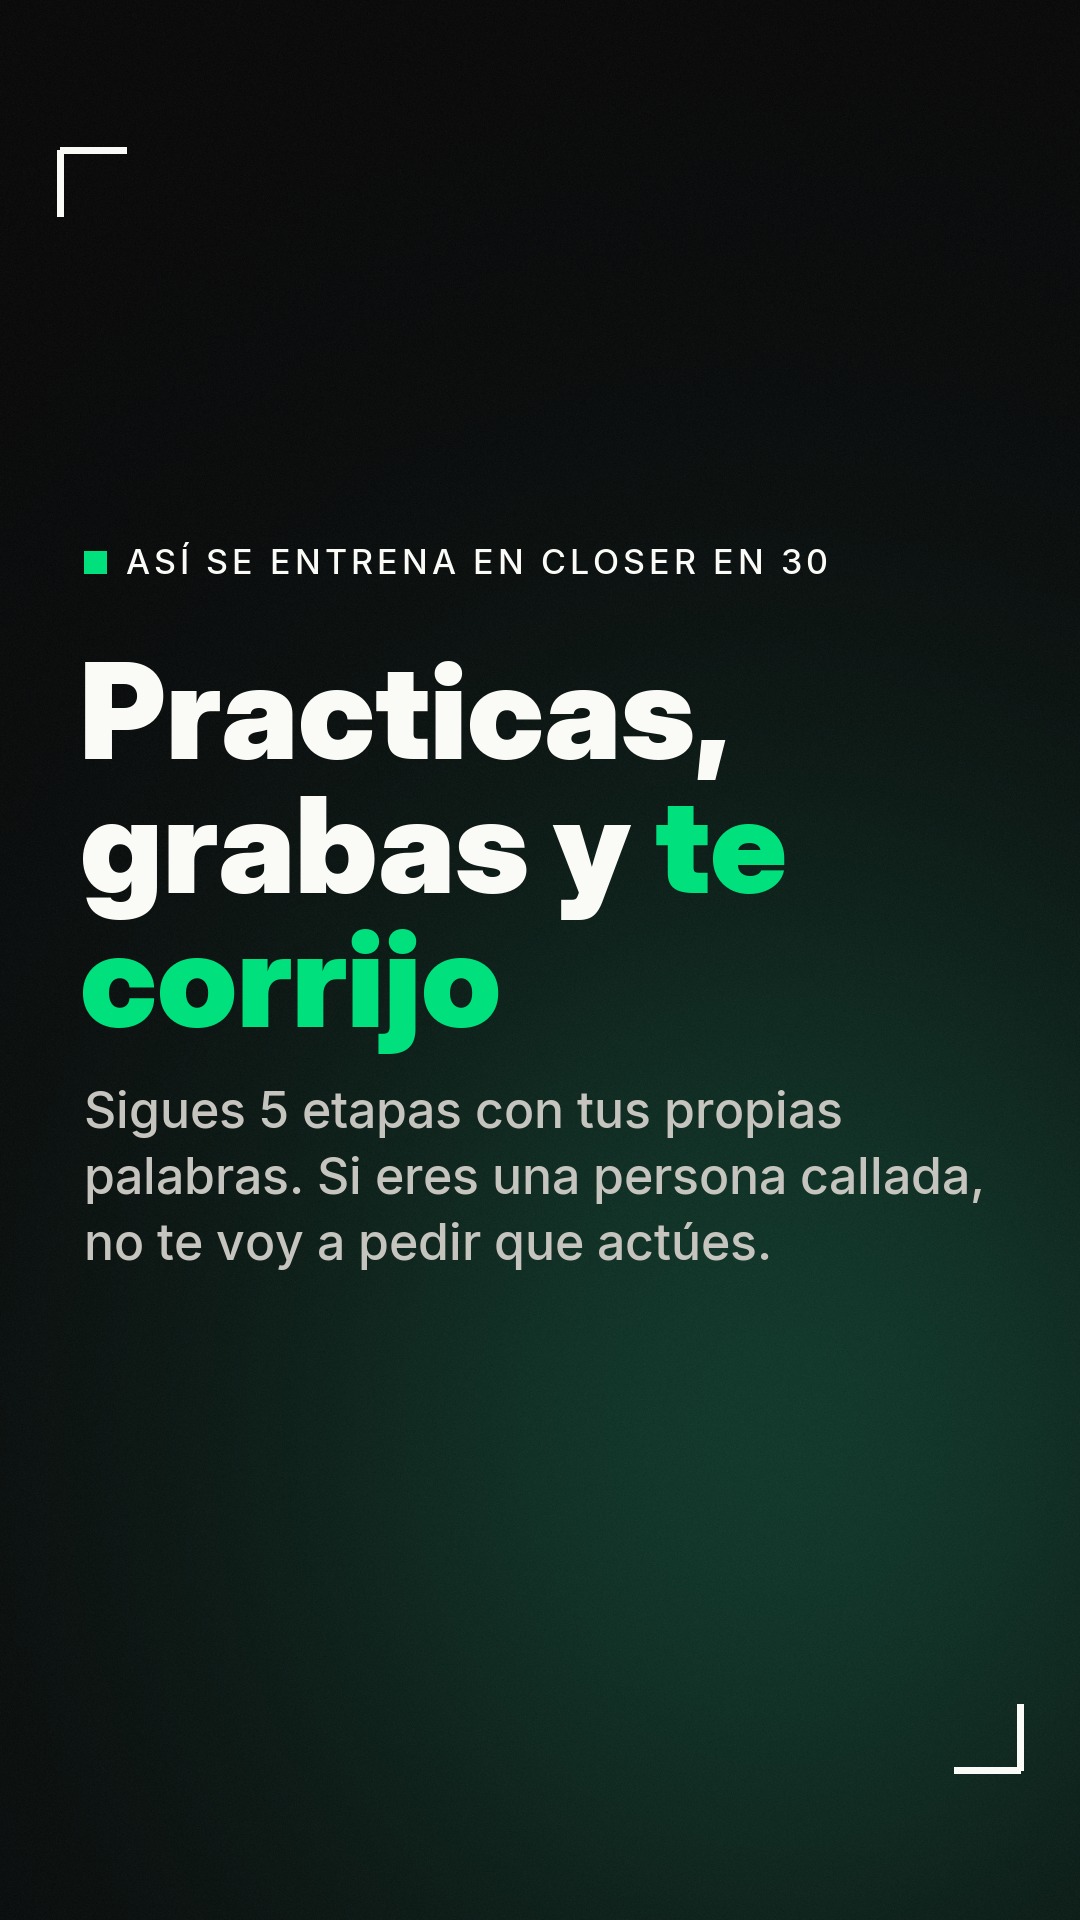 ASÍ SE ENTRENA EN CLOSER EN 30
Practicas,
grabas y te
corrijo
Sigues 5 etapas con tus propias
palabras. Si eres una persona callada,
no te voy a pedir que actúes.